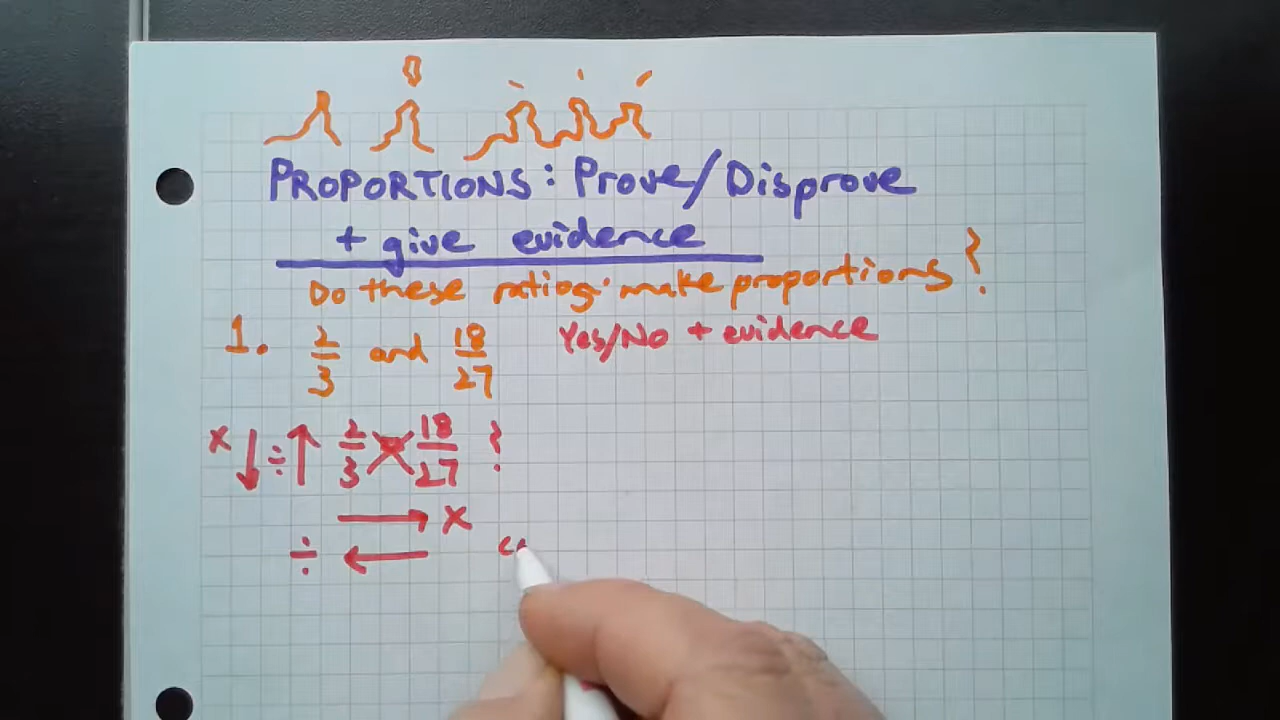 PROPORTIONS: Prove/Disprove
+ give evidence
Do these ratios make proportions?
1. 2/3 and 18/27 Yes/No + evidence
× ↓ ÷ ↑ 2/3 × 18/27 ?
→ ×
÷ ←